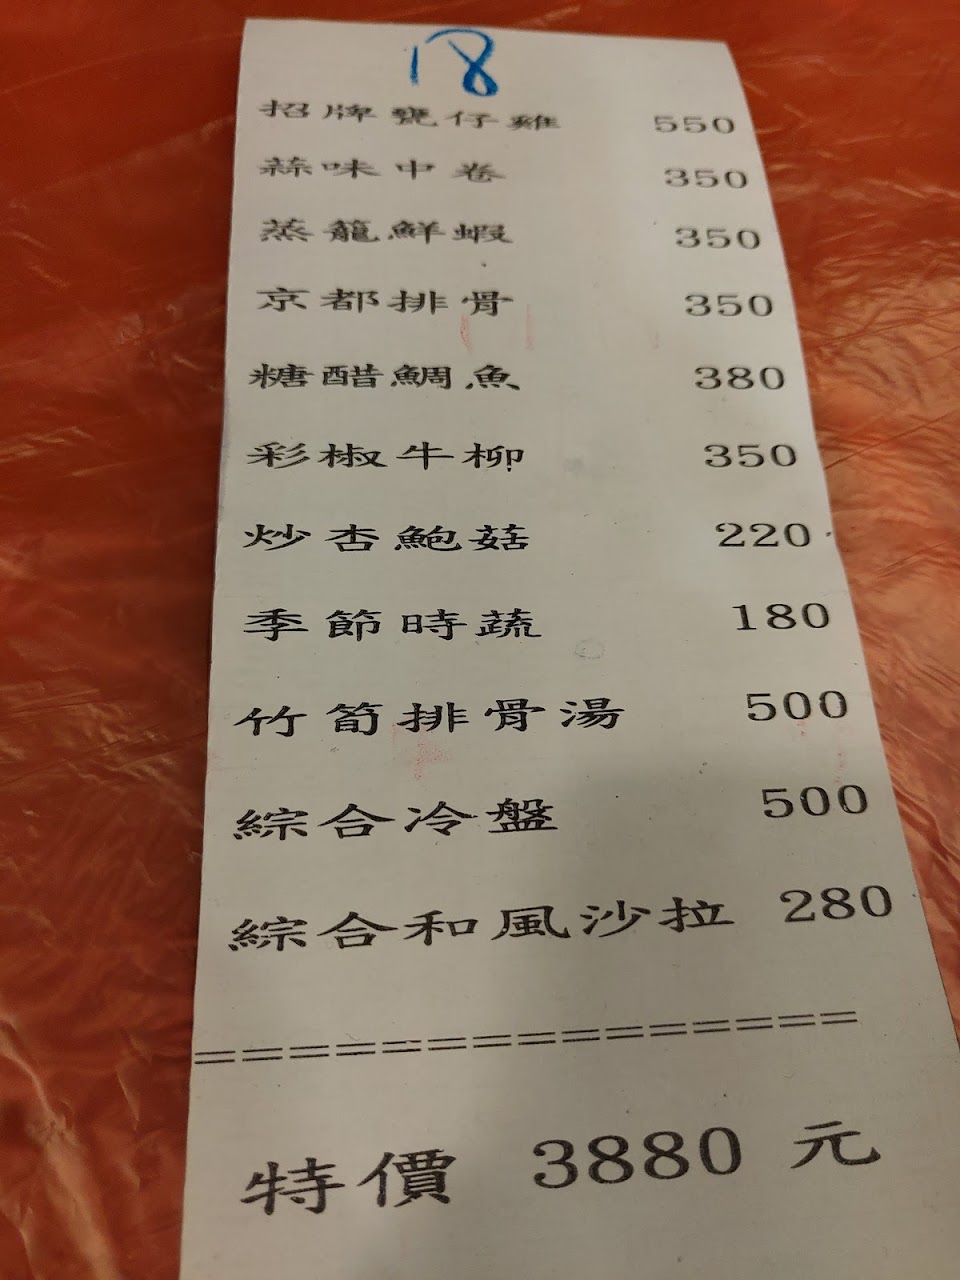 18
招牌甕仔雞 550
蒜味中卷 350
蒸籠鮮蝦 350
京都排骨 350
糖醋鯛魚 380
彩椒牛柳 350
炒杏鮑菇 220
季節時蔬 180
竹筍排骨湯 500
綜合冷盤 500
綜合和風沙拉 280
=================
特價 3880 元